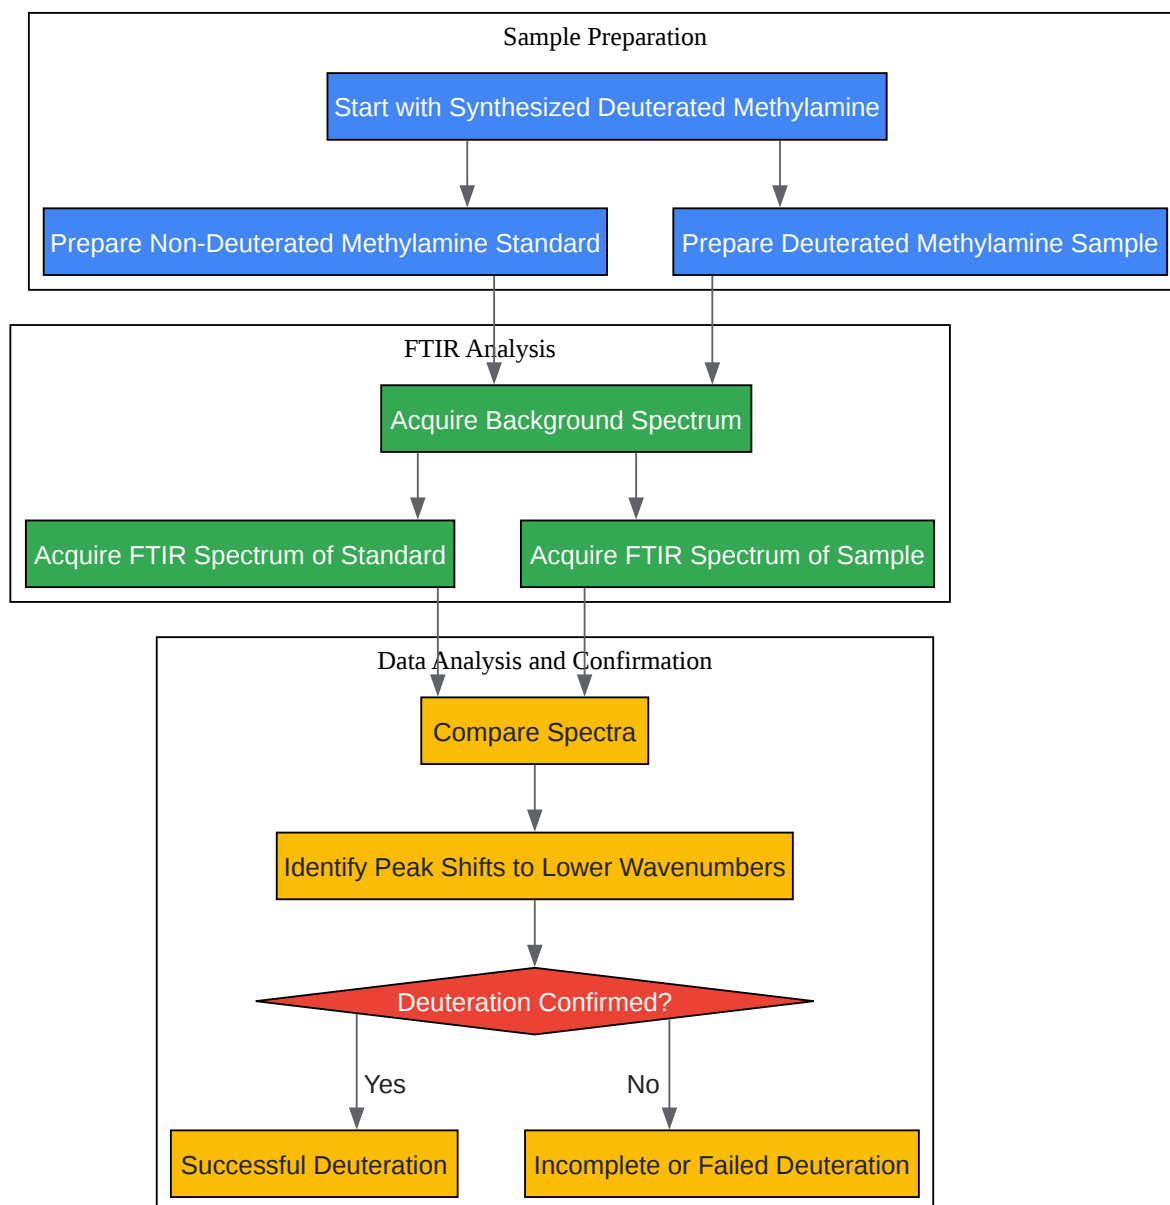 Sample Preparation
Start with Synthesized Deuterated Methylamine
Prepare Non-Deuterated Methylamine Standard
Prepare Deuterated Methylamine Sample
FTIR Analysis
Acquire Background Spectrum
Acquire FTIR Spectrum of Standard
Acquire FTIR Spectrum of Sample
Data Analysis and Confirmation
Compare Spectra
Identify Peak Shifts to Lower Wavenumbers
Deuteration Confirmed?
Yes
No
Successful Deuteration
Incomplete or Failed Deuteration